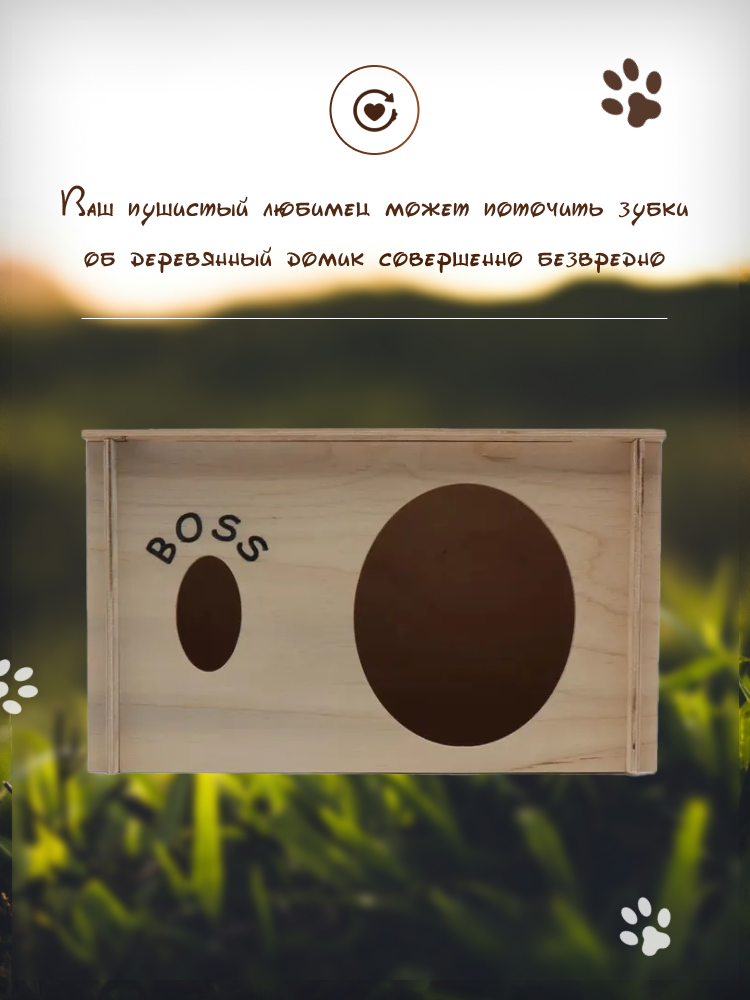 Ваш пушистый любимец может поточить зубки
об деревянный домик совершенно безвредно
BOSS